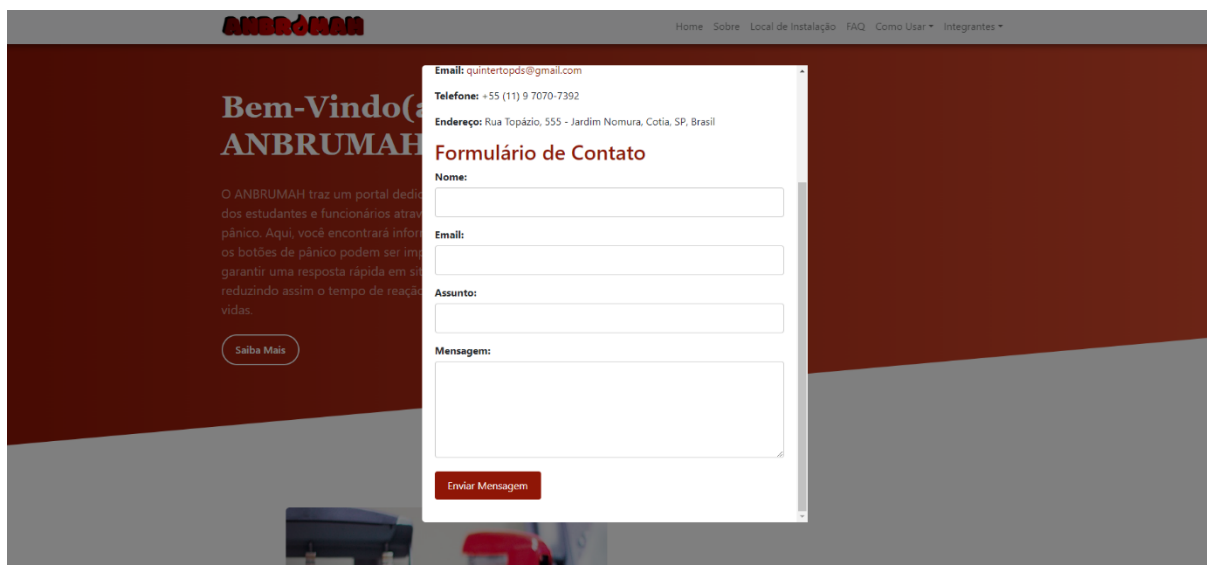 ANBRUMAH
Home Sobre Local de Instalação FAQ Como Usar Integrantes
Bem-Vindo(
ANBRUMAH
O ANBRUMAH traz um portal dedic
dos estudantes e funcionários atrav
pânico. Aqui, você encontrará infor
os botões de pânico podem ser imp
garantir uma resposta rápida em sit
reduzindo assim o tempo de reação
vidas.
Saiba Mais
Email: quintertopds@gmail.com
Telefone: +55 (11) 9 7070-7392
Endereço: Rua Topázio, 555 - Jardim Nomura, Cotia, SP, Brasil
Formulário de Contato
Nome:
Email:
Assunto:
Mensagem:
Enviar Mensagem